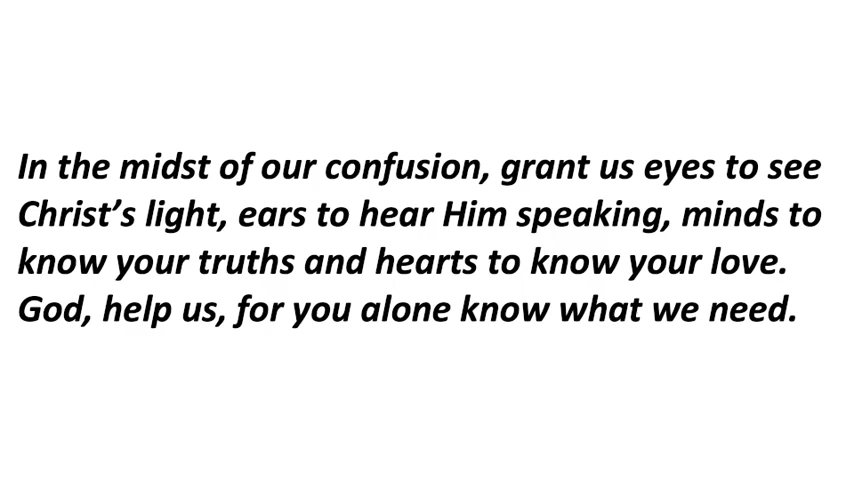 In the midst of our confusion, grant us eyes to see
Christ’s light, ears to hear Him speaking, minds to
know your truths and hearts to know your love.
God, help us, for you alone know what we need.